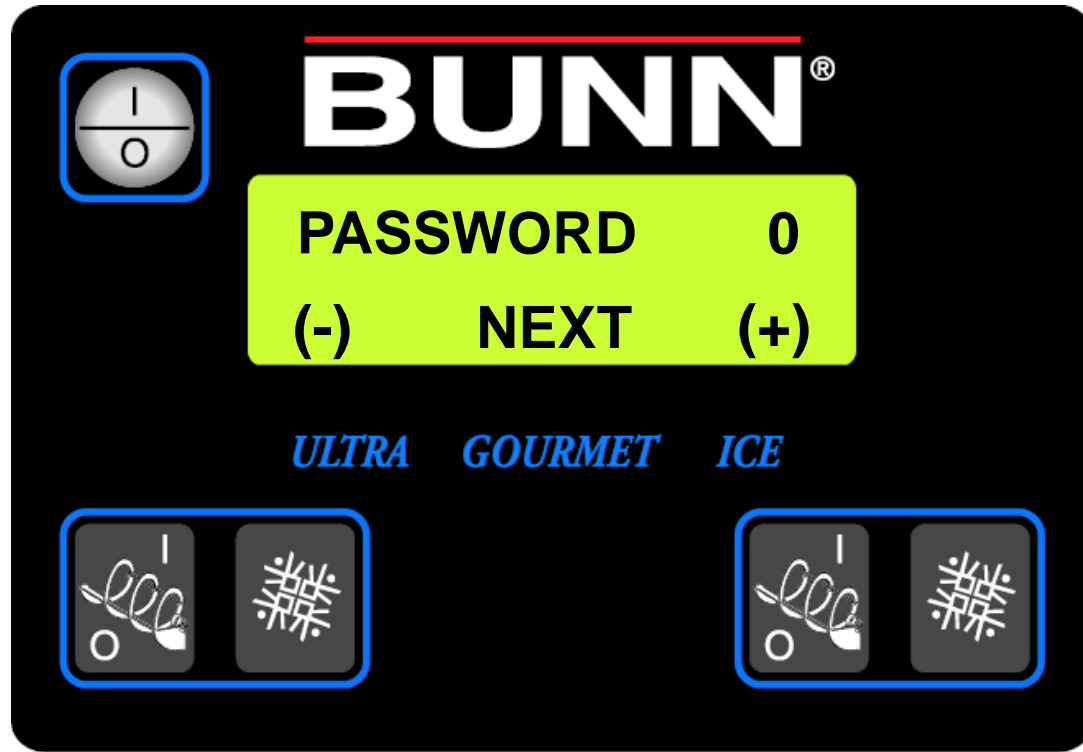 BUNN®
I
O
PASSWORD 0
(-) NEXT (+)
ULTRA GOURMET ICE
I I
O O